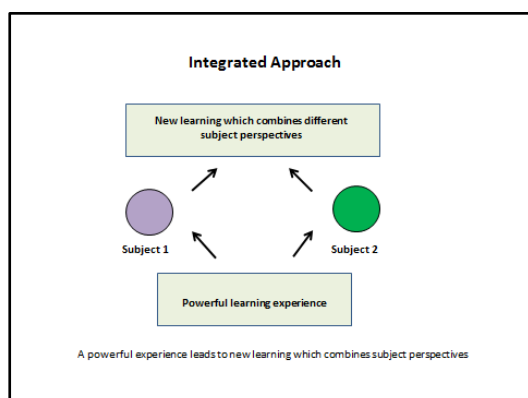 Integrated Approach
New learning which combines different
subject perspectives
Subject 1
Subject 2
Powerful learning experience
A powerful experience leads to new learning which combines subject perspectives